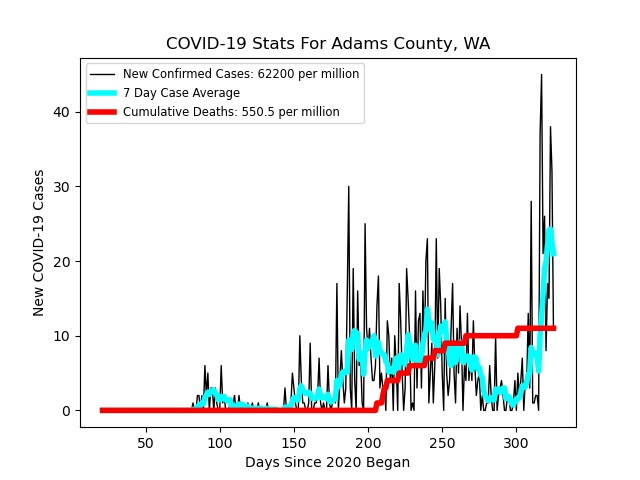 COVID-19 Stats For Adams County, WA
New Confirmed Cases: 62200 per million
7 Day Case Average
Cumulative Deaths: 550.5 per million
New COVID-19 Cases
40
30
20
10
0
50 100 150 200 250 300
Days Since 2020 Began